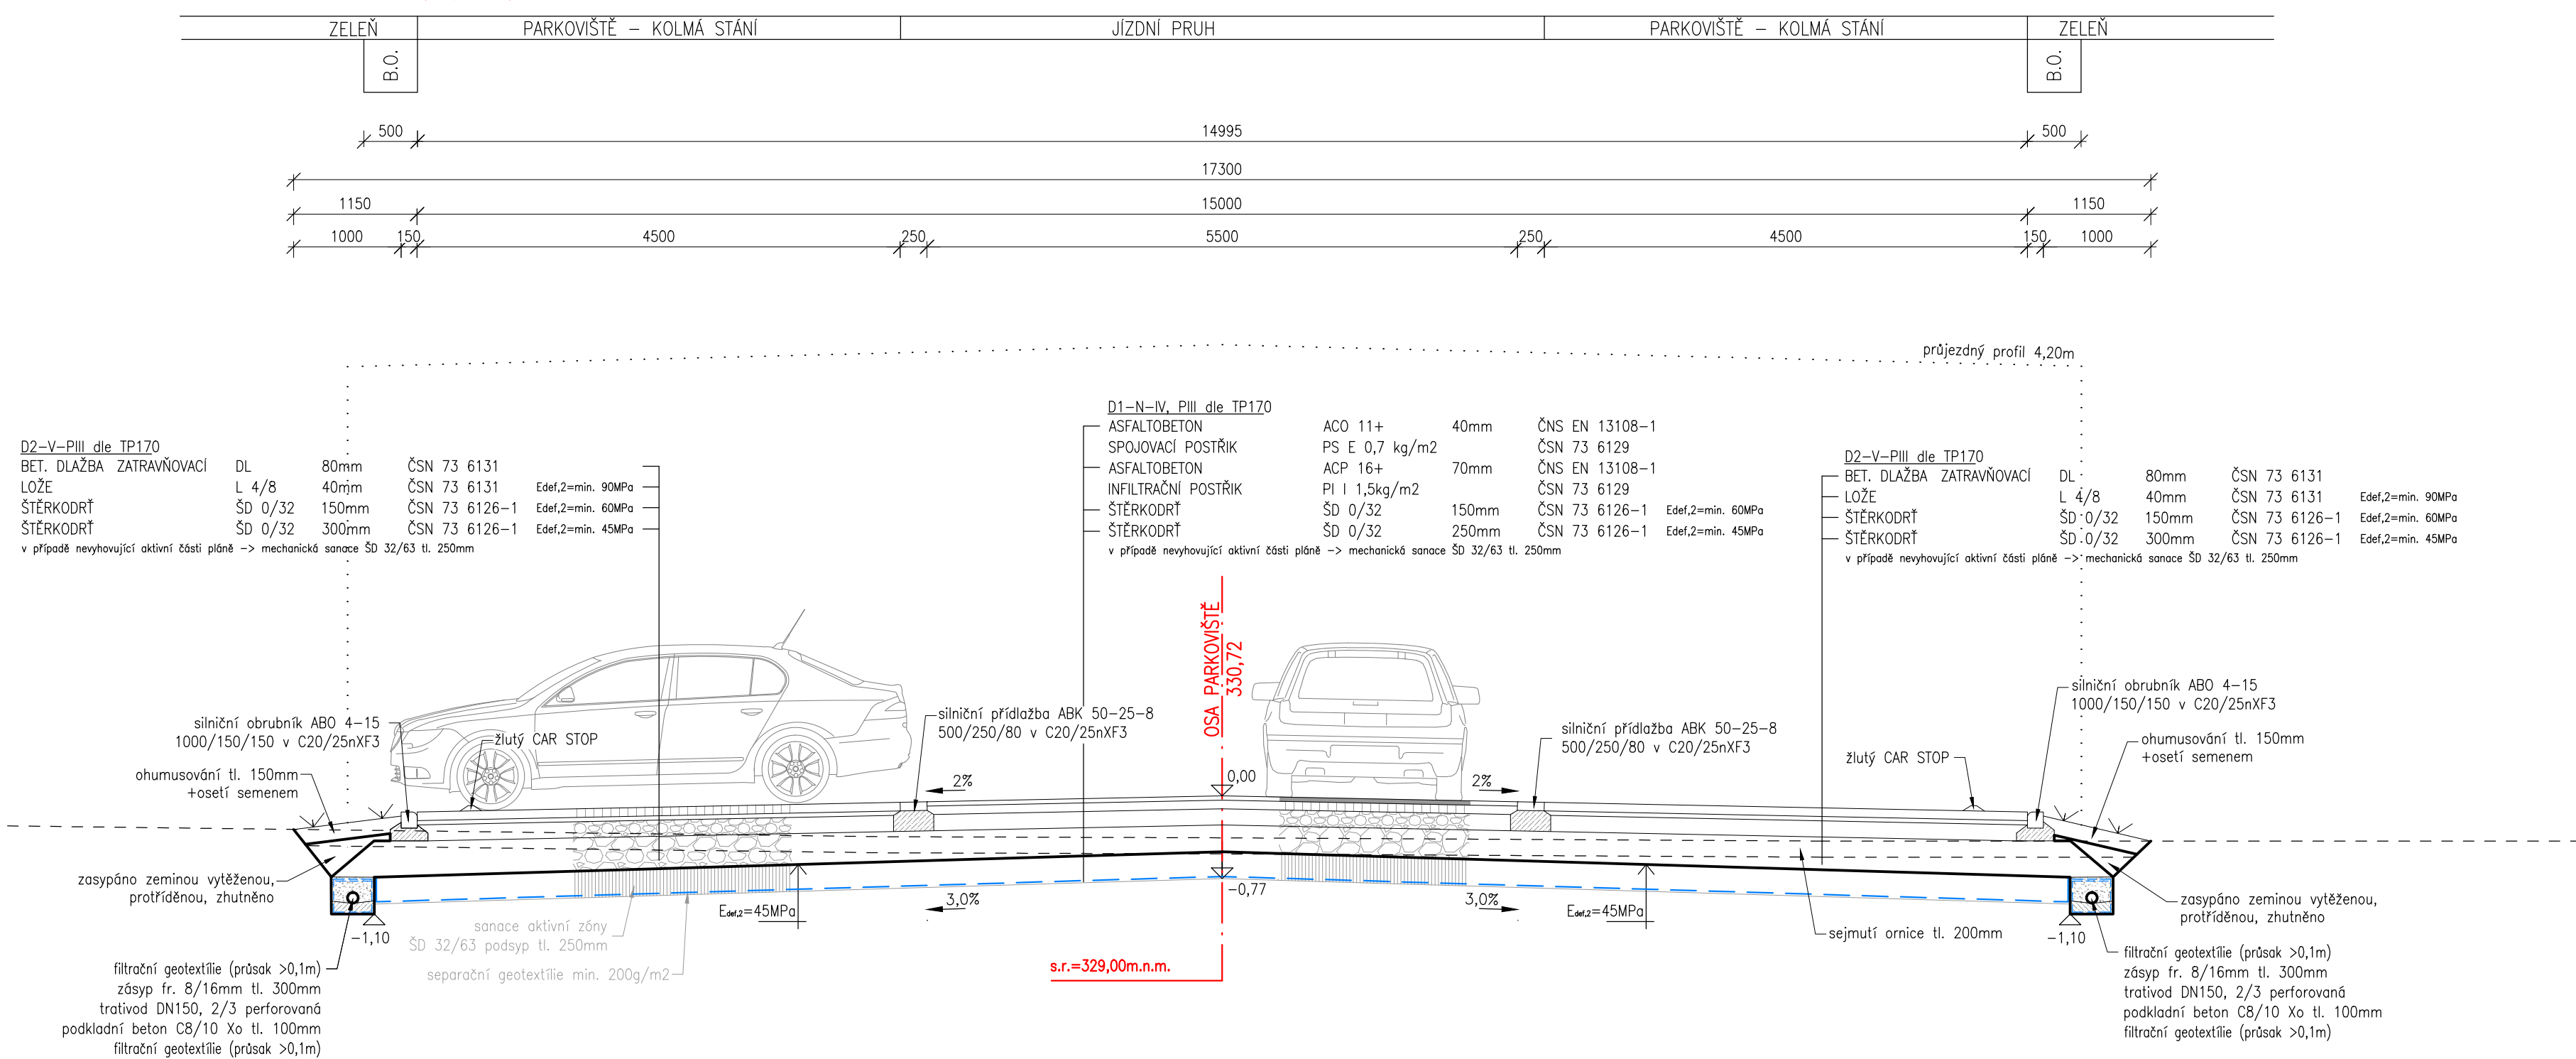 ZELEŇ PARKOVIŠTĚ - KOLMÁ STÁNÍ JÍZDNÍ PRUH PARKOVIŠTĚ - KOLMÁ STÁNÍ ZELEŇ
B.O. B.O.
500 14995 500
17300
1150 15000 1150
1000 150 4500 250 5500 250 4500 150 1000
průjezdný profil 4,20m
D2-V-PIII dle TP170
BET. DLAŽBA ZATRAVŇOVACÍ DL 80mm ČSN 73 6131
LOŽE L 4/8 40mm ČSN 73 6131 Edef,2=min. 90MPa
ŠTĚRKODRŤ ŠD 0/32 150mm ČSN 73 6126-1 Edef,2=min. 60MPa
ŠTĚRKODRŤ ŠD 0/32 300mm ČSN 73 6126-1 Edef,2=min. 45MPa
v případě nevyhovující aktivní části pláně -> mechanická sanace ŠD 32/63 tl. 250mm
D1-N-IV, PIII dle TP170
ASFALTOBETON ACO 11+ 40mm ČNS EN 13108-1
SPOJOVACÍ POSTŘIK PS E 0,7 kg/m2 ČSN 73 6129
ASFALTOBETON ACP 16+ 70mm ČNS EN 13108-1
INFILTRAČNÍ POSTŘIK PI I 1,5kg/m2 ČSN 73 6129
ŠTĚRKODRŤ ŠD 0/32 150mm ČSN 73 6126-1 Edef,2=min. 60MPa
ŠTĚRKODRŤ ŠD 0/32 250mm ČSN 73 6126-1 Edef,2=min. 45MPa
v případě nevyhovující aktivní části pláně -> mechanická sanace ŠD 32/63 tl. 250mm
D2-V-PIII dle TP170
BET. DLAŽBA ZATRAVŇOVACÍ DL 80mm ČSN 73 6131
LOŽE L 4/8 40mm ČSN 73 6131 Edef,2=min. 90MPa
ŠTĚRKODRŤ ŠD 0/32 150mm ČSN 73 6126-1 Edef,2=min. 60MPa
ŠTĚRKODRŤ ŠD 0/32 300mm ČSN 73 6126-1 Edef,2=min. 45MPa
v případě nevyhovující aktivní části pláně -> mechanická sanace ŠD 32/63 tl. 250mm
OSA PARKOVIŠTĚ
330,72
silniční obrubník ABO 4-15
1000/150/150 v C20/25nXF3
žlutý CAR STOP
silniční přídlažba ABK 50-25-8
500/250/80 v C20/25nXF3
silniční přídlažba ABK 50-25-8
500/250/80 v C20/25nXF3
silniční obrubník ABO 4-15
1000/150/150 v C20/25nXF3
ohumusování tl. 150mm
+osetí semenem
žlutý CAR STOP
ohumusování tl. 150mm
+osetí semenem
2% 0,00 2%
zasypáno zeminou vytěženou,
protříděnou, zhutněno
-1,10
sanace aktivní zóny
ŠD 32/63 podsyp tl. 250mm
separační geotextílie min. 200g/m2
Edef,2=45MPa
3,0%
-0,77
3,0%
Edef,2=45MPa
sejmutí ornice tl. 200mm
-1,10
zasypáno zeminou vytěženou,
protříděnou, zhutněno
s.r.=329,00m.n.m.
filtrační geotextílie (průsak >0,1m)
zásyp fr. 8/16mm tl. 300mm
trativod DN150, 2/3 perforovaná
podkladní beton C8/10 Xo tl. 100mm
filtrační geotextílie (průsak >0,1m)
filtrační geotextílie (průsak >0,1m)
zásyp fr. 8/16mm tl. 300mm
trativod DN150, 2/3 perforovaná
podkladní beton C8/10 Xo tl. 100mm
filtrační geotextílie (průsak >0,1m)